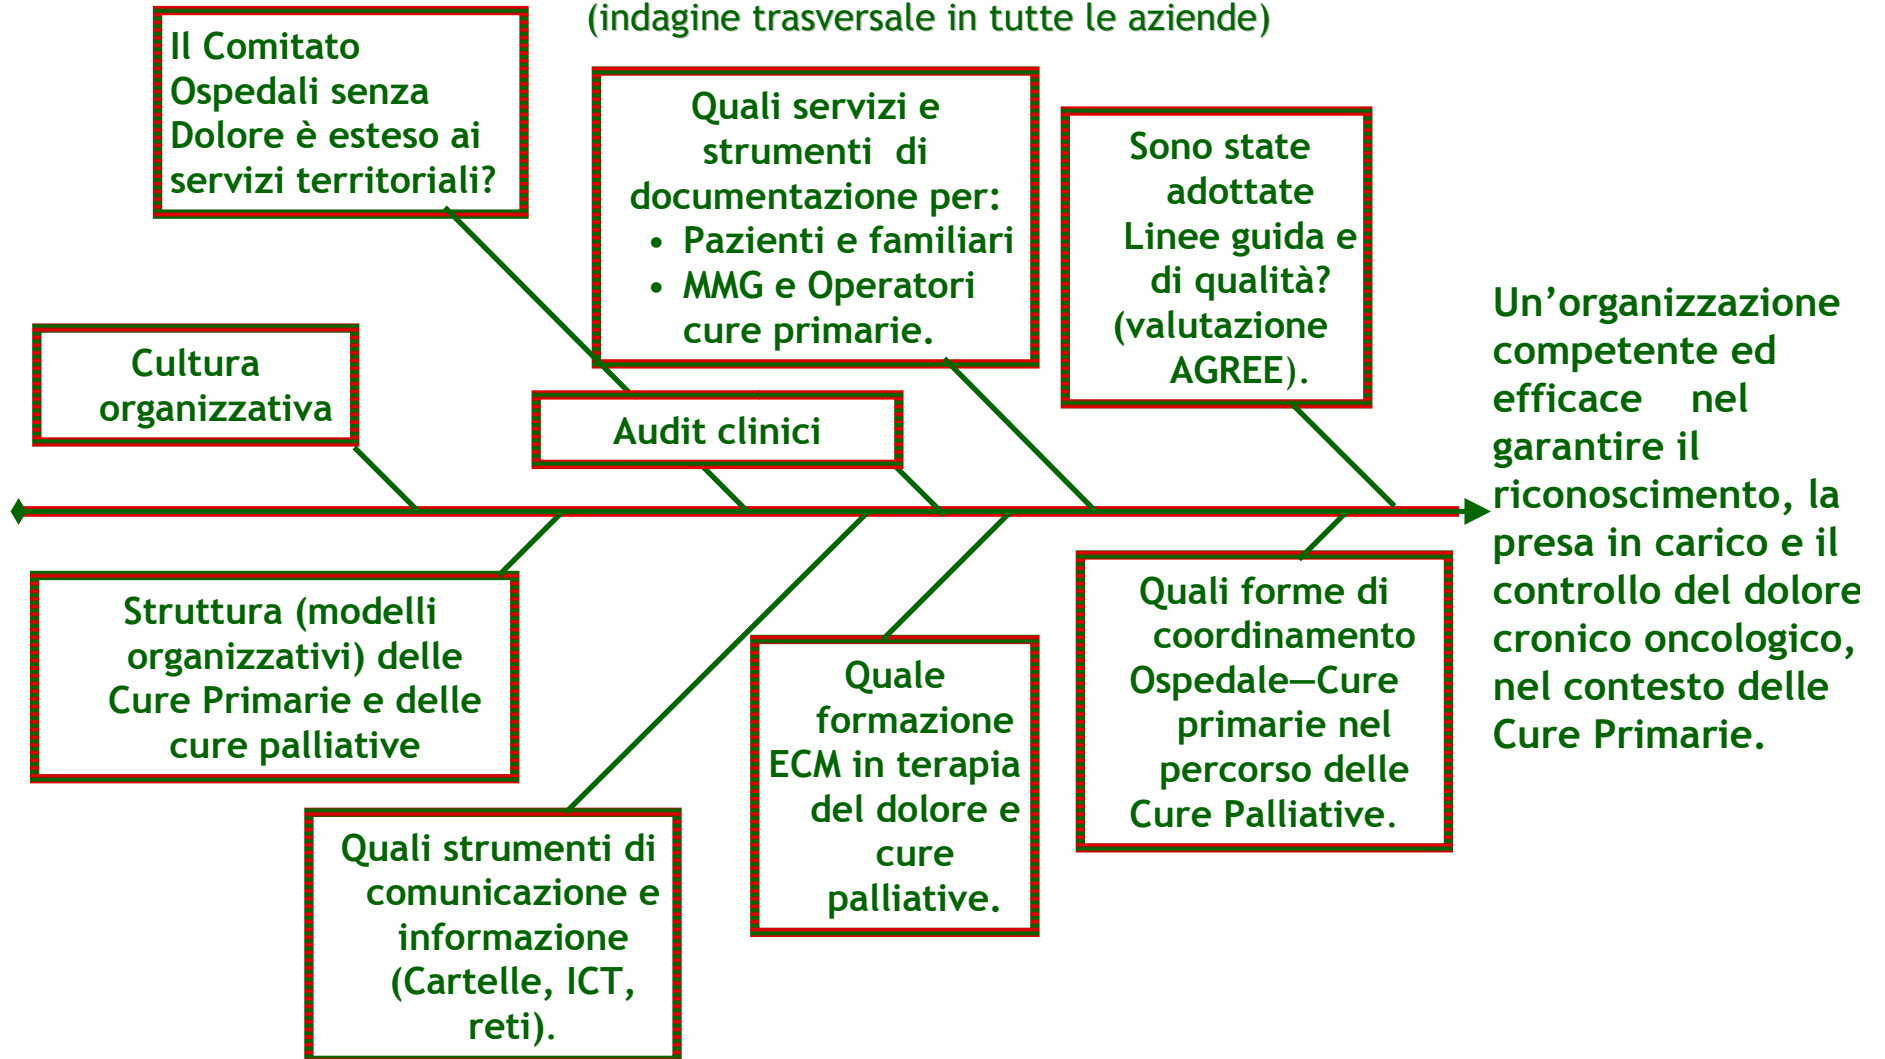 (indagine trasversale in tutte le aziende)
Il Comitato
Ospedali senza
Dolore è esteso ai
servizi territoriali?
Quali servizi e
strumenti di
documentazione per:
• Pazienti e familiari
• MMG e Operatori
cure primarie.
Sono state
adottate
Linee guida e
di qualità?
(valutazione
AGREE).
Cultura
organizzativa
Audit clinici
Un’organizzazione
competente ed
efficace nel
garantire il
riconoscimento, la
presa in carico e il
controllo del dolore
cronico oncologico,
nel contesto delle
Cure Primarie.
Struttura (modelli
organizzativi) delle
Cure Primarie e delle
cure palliative
Quali strumenti di
comunicazione e
informazione
(Cartelle, ICT,
reti).
Quale
formazione
ECM in terapia
del dolore e
cure
palliative.
Quali forme di
coordinamento
Ospedale—Cure
primarie nel
percorso delle
Cure Palliative.